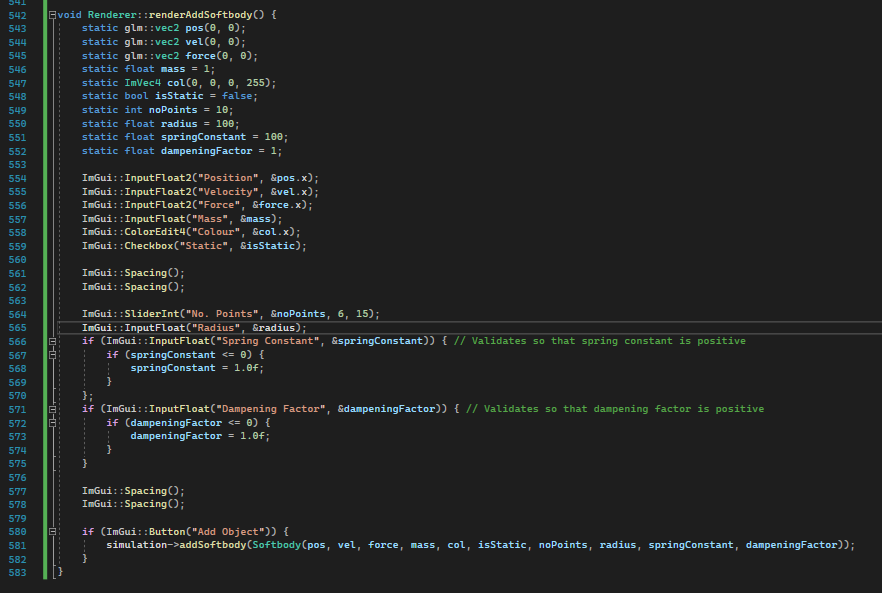 541
542 void Renderer::renderAddSoftbody() {
543 static glm::vec2 pos(0, 0);
544 static glm::vec2 vel(0, 0);
545 static glm::vec2 force(0, 0);
546 static float mass = 1;
547 static ImVec4 col(0, 0, 0, 255);
548 static bool isStatic = false;
549 static int noPoints = 10;
550 static float radius = 100;
551 static float springConstant = 100;
552 static float dampeningFactor = 1;
553
554 ImGui::InputFloat2("Position", &pos.x);
555 ImGui::InputFloat2("Velocity", &vel.x);
556 ImGui::InputFloat2("Force", &force.x);
557 ImGui::InputFloat("Mass", &mass);
558 ImGui::ColorEdit4("Colour", &col.x);
559 ImGui::Checkbox("Static", &isStatic);
560
561 ImGui::Spacing();
562 ImGui::Spacing();
563
564 ImGui::SliderInt("No. Points", &noPoints, 6, 15);
565 ImGui::InputFloat("Radius", &radius);
566 if (ImGui::InputFloat("Spring Constant", &springConstant)) { // Validates so that spring constant is positive
567 if (springConstant <= 0) {
568 springConstant = 1.0f;
569 }
570 };
571 if (ImGui::InputFloat("Dampening Factor", &dampeningFactor)) { // Validates so that dampening factor is positive
572 if (dampeningFactor <= 0) {
573 dampeningFactor = 1.0f;
574 }
575 }
576
577 ImGui::Spacing();
578 ImGui::Spacing();
579
580 if (ImGui::Button("Add Object")) {
581 simulation->addSoftbody(Softbody(pos, vel, force, mass, col, isStatic, noPoints, radius, springConstant, dampeningFactor));
582 }
583 }